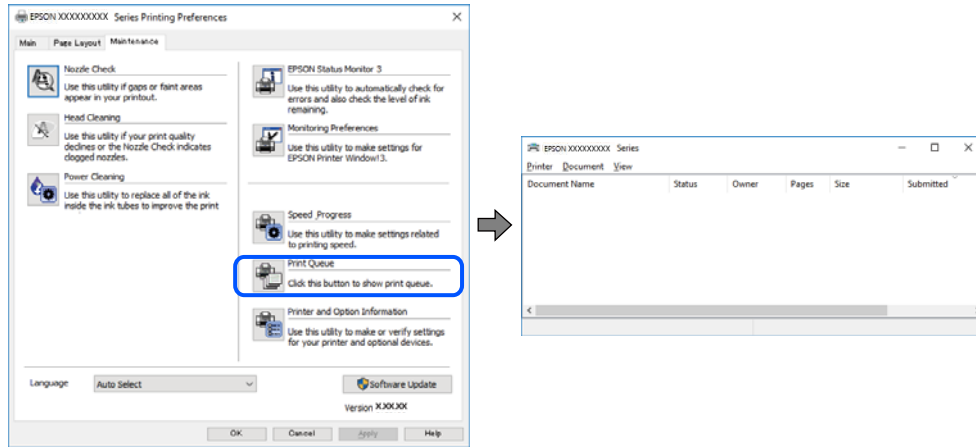 EPSON XXXXXXXXX Series Printing Preferences
Main Page Layout Maintenance
Nozzle Check
Use this utility if gaps or faint areas
appear in your printout.
Head Cleaning
Use this utility if your print quality
declines or the Nozzle Check indicates
clogged nozzles.
Power Cleaning
Use this utility to replace all of the ink
inside the ink tubes to improve the print
EPSON Status Monitor 3
Use this utility to automatically check for
errors and also check the level of ink
remaining.
Monitoring Preferences
Use this utility to make settings for
EPSON Printer Window!3.
Speed Progress
Use this utility to make settings related
to printing speed.
Print Queue
Click this button to show print queue.
Printer and Option Information
Use this utility to make or verify settings
for your printer and optional devices.
Language Auto Select
Software Update
Version X.XX.XX
OK Cancel Apply Help
EPSON XXXXXXXXX Series
Printer Document View
Document Name Status Owner Pages Size Submitted